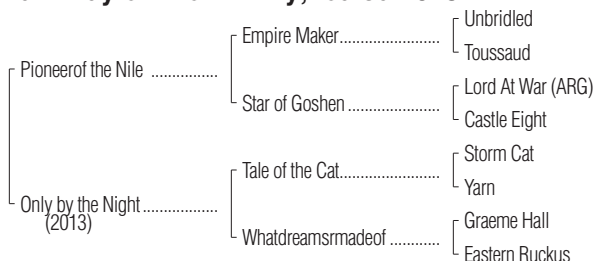 Unbridled
Empire Maker......................
Toussaud
Pioneerof the Nile ................
Lord At War (ARG)
Star of Goshen .....................
Castle Eight
Storm Cat
Tale of the Cat.......................
Yarn
Only by the Night..................
(2013)
Graeme Hall
Whatdreamsrmadeof ............
Eastern Ruckus